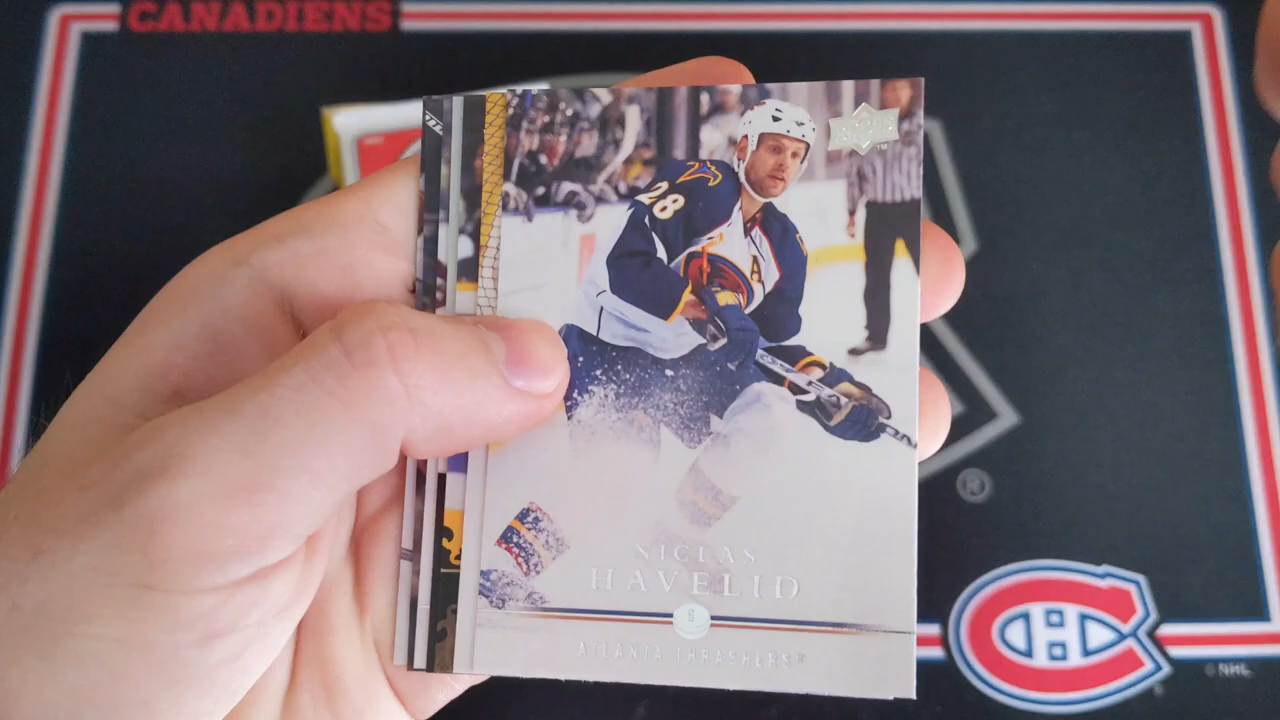 CANADIENS
28
A
NICLAS
HAVELID
ATLANTA THRASHERS
® 
© NHL